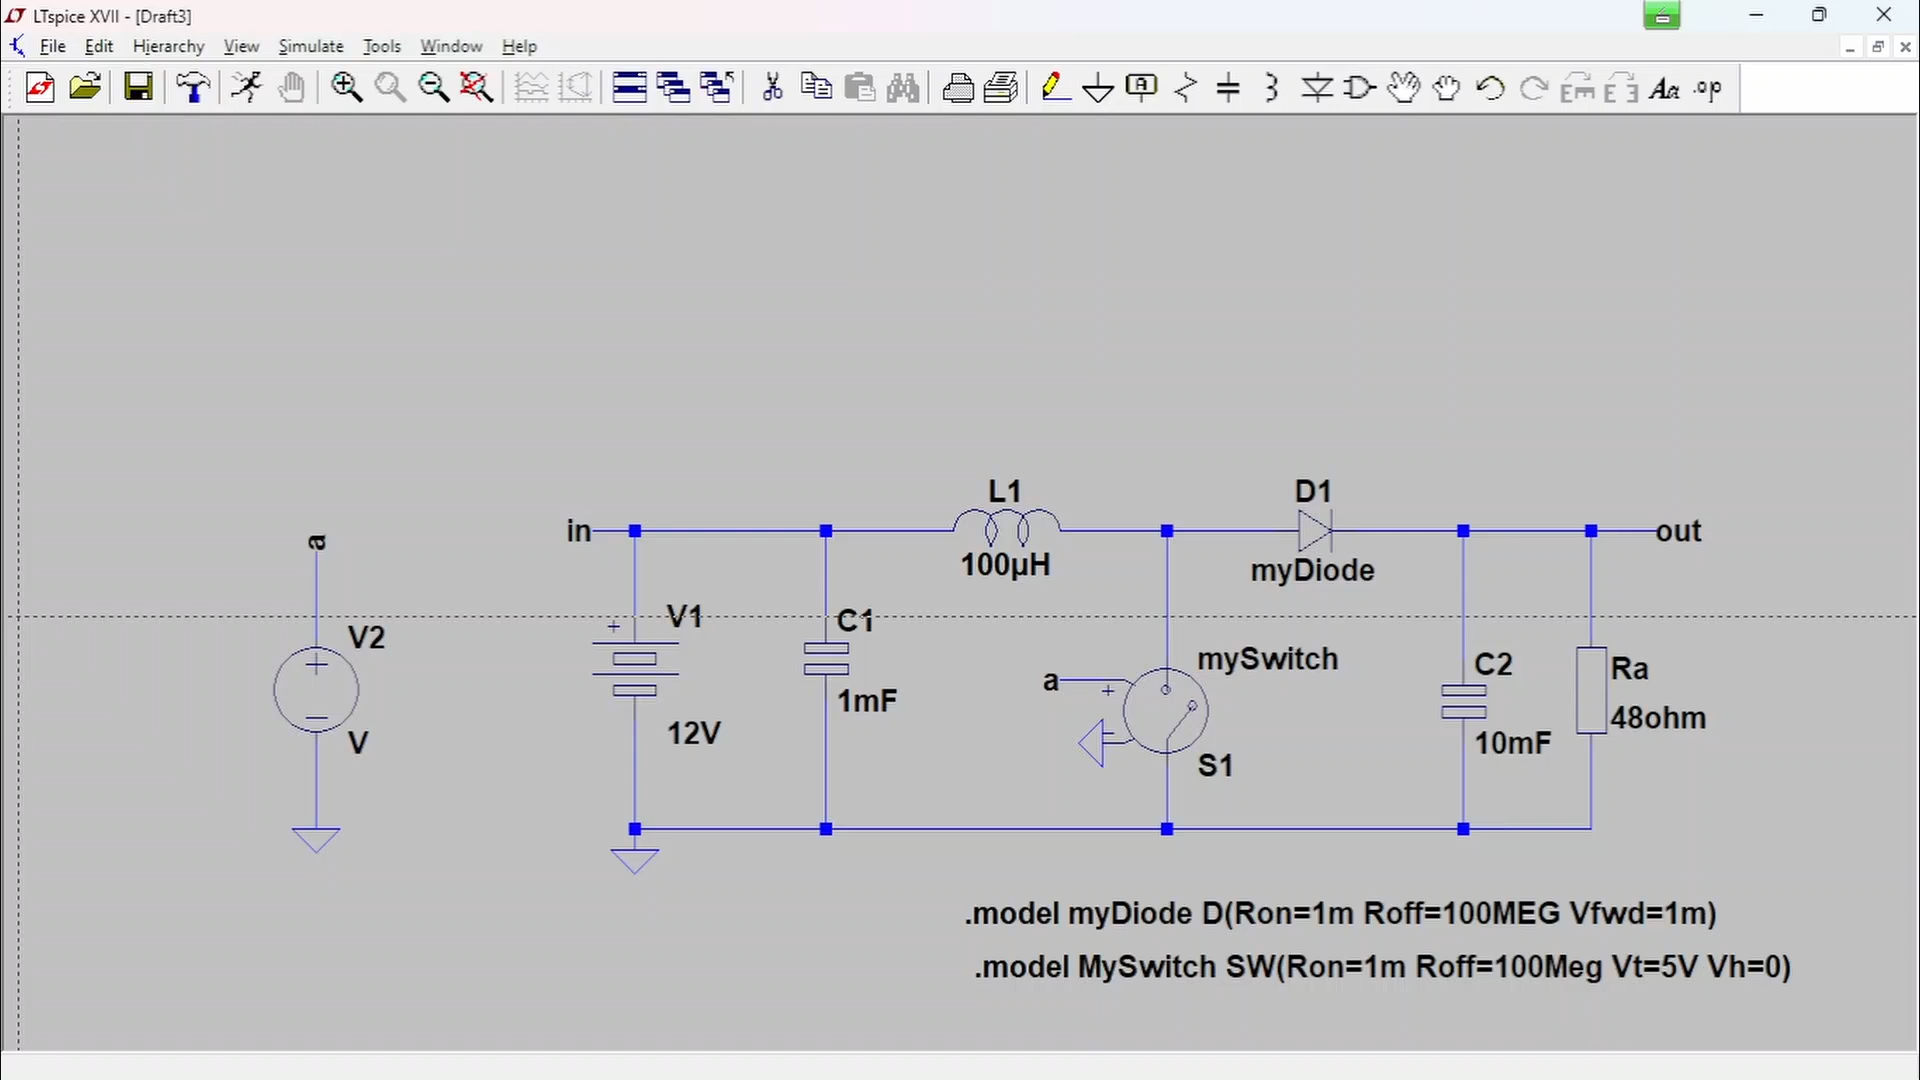 LTspice XVII - [Draft3]
File Edit Hierarchy View Simulate Tools Window Help
A Aa .op
L1
D1
in
out
a
100µH
myDiode
V1
C1
V2
mySwitch
C2
Ra
a
1mF
48ohm
12V
V
10mF
S1
.model myDiode D(Ron=1m Roff=100MEG Vfwd=1m)
.model MySwitch SW(Ron=1m Roff=100Meg Vt=5V Vh=0)